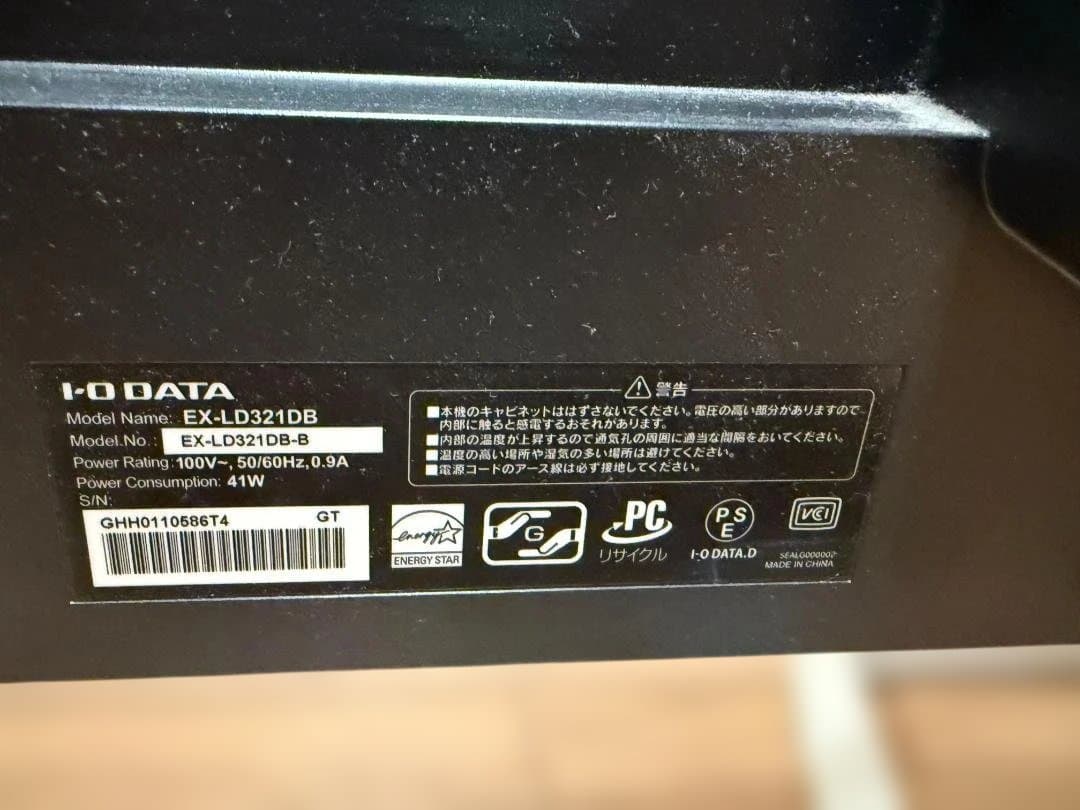 I-O DATA
Model Name: EX-LD321DB
Model.No.: EX-LD321DB-B
Power Rating: 100V~, 50/60Hz, 0.9A
Power Consumption: 41W
S/N:
GHH0110586T4 GT
警告
■本機のキャビネットははずさないでください。電圧の高い部分がありますので
内部に触ると感電するおそれがあります。
■内部の温度が上昇するので通気孔の周囲に適当な間隔をおいてください。
■温度の高い場所や湿気の多い場所は避けてください。
■電源コードのアース線は必ず接地してください。
energy
ENERGY STAR
G
PC
リサイクル
PS
E
I-O DATA.D
VCI
SEALG000002
MADE IN CHINA